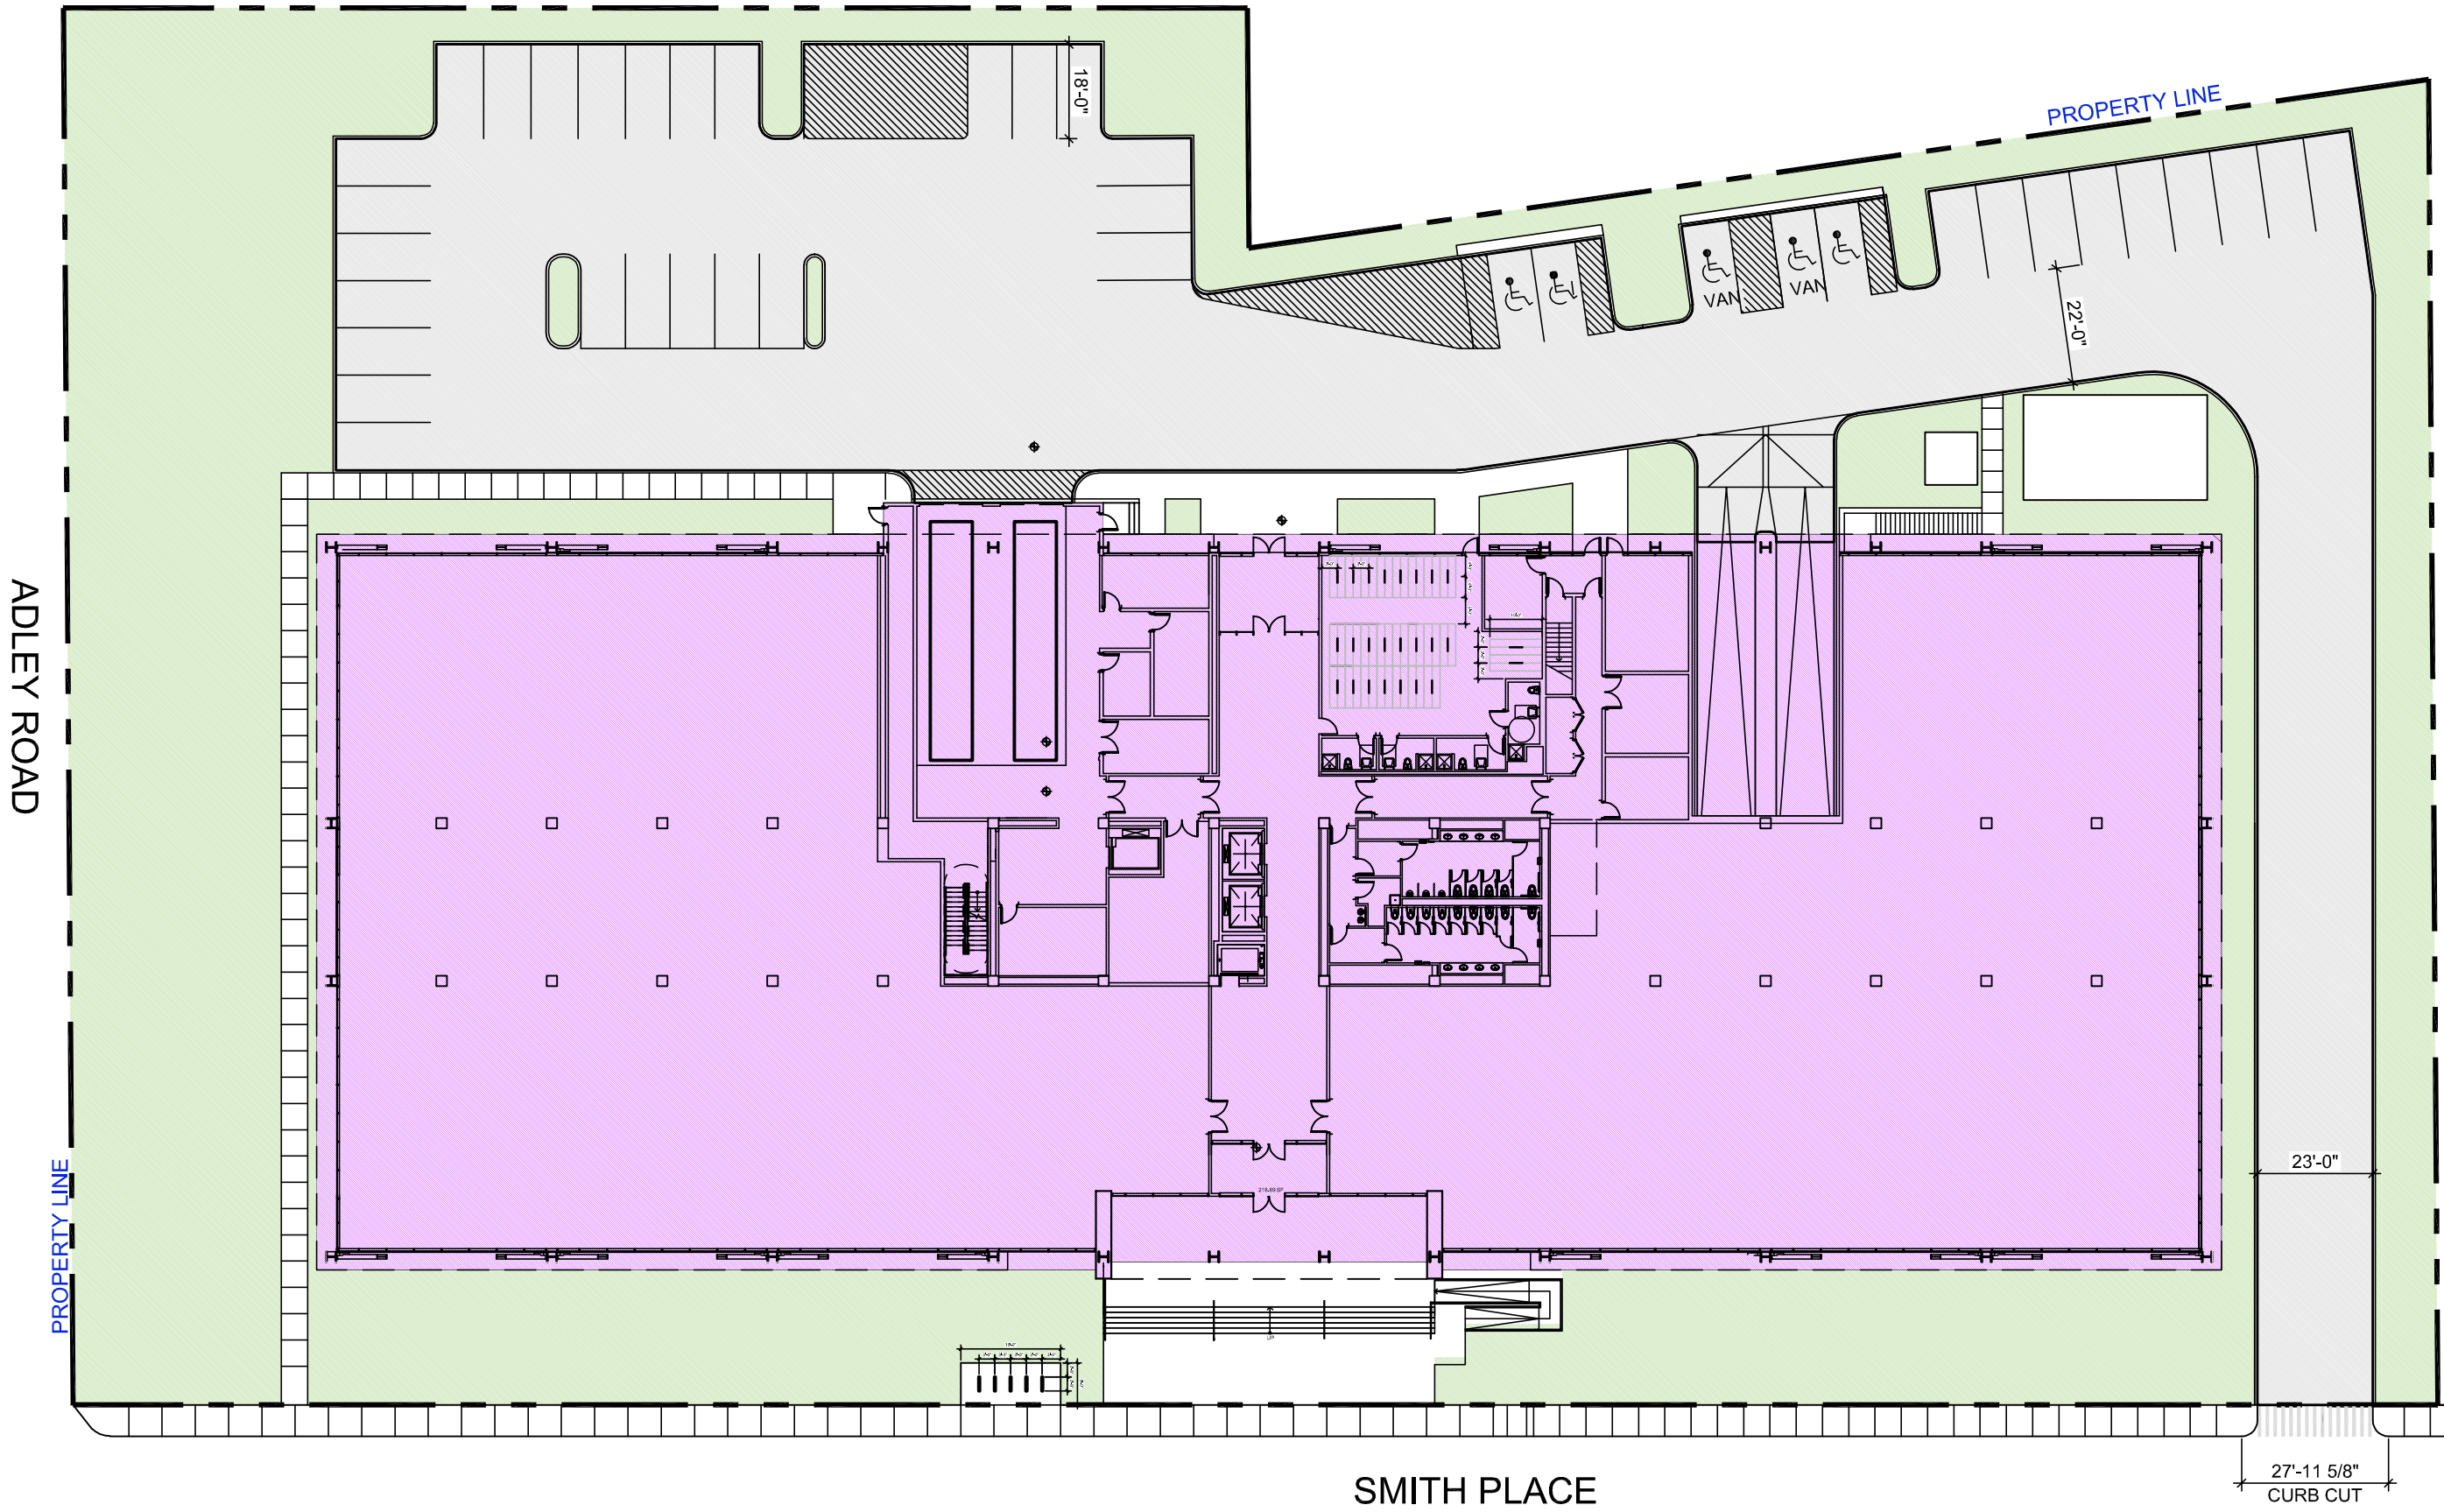 18'-0"
PROPERTY LINE
VAN
VAN
22'-0"
ADLEY ROAD
PROPERTY LINE
23'-0"
UP
SMITH PLACE
27'-11 5/8"
CURB CUT